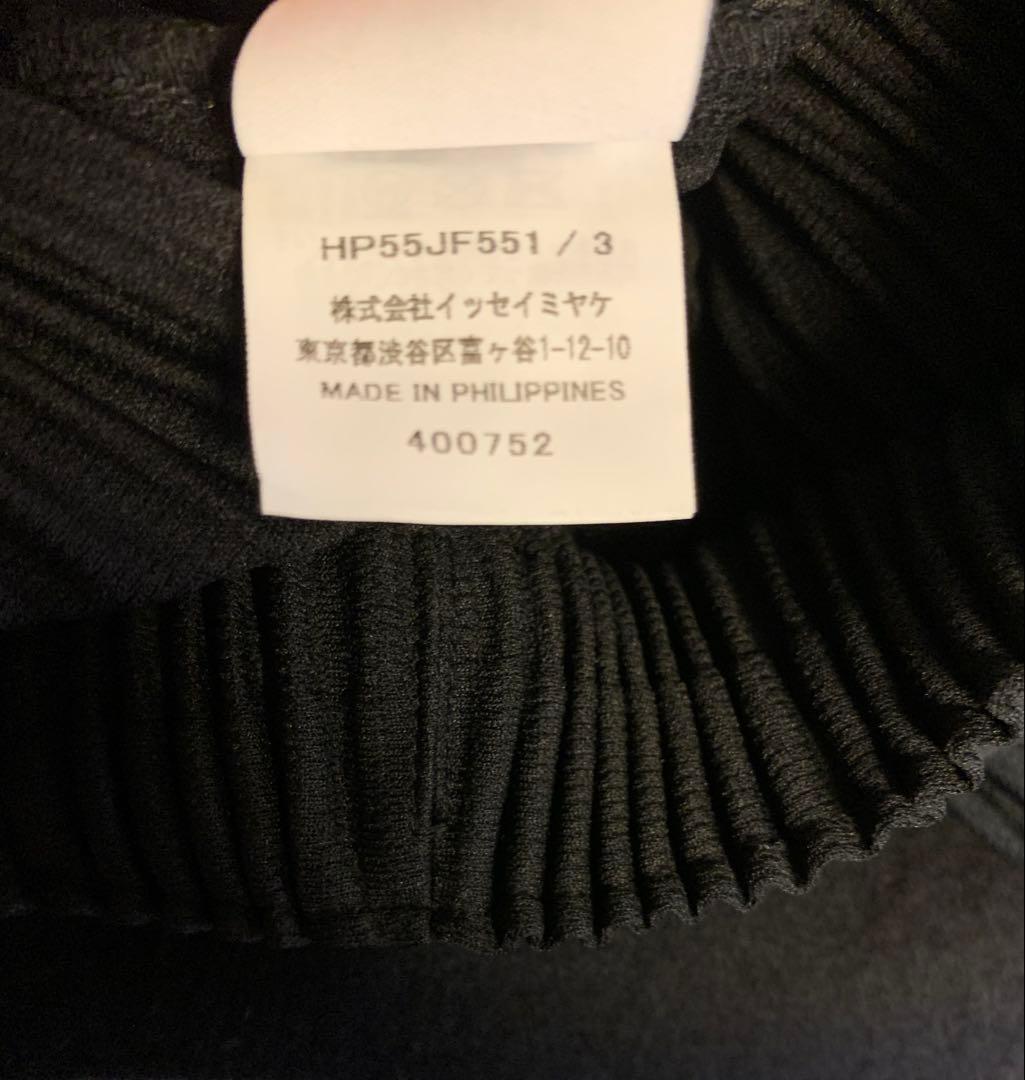 HP55JF551 / 3
株式会社イッセイミヤケ
東京都渋谷区富ヶ谷1-12-10
MADE IN PHILIPPINES
400752